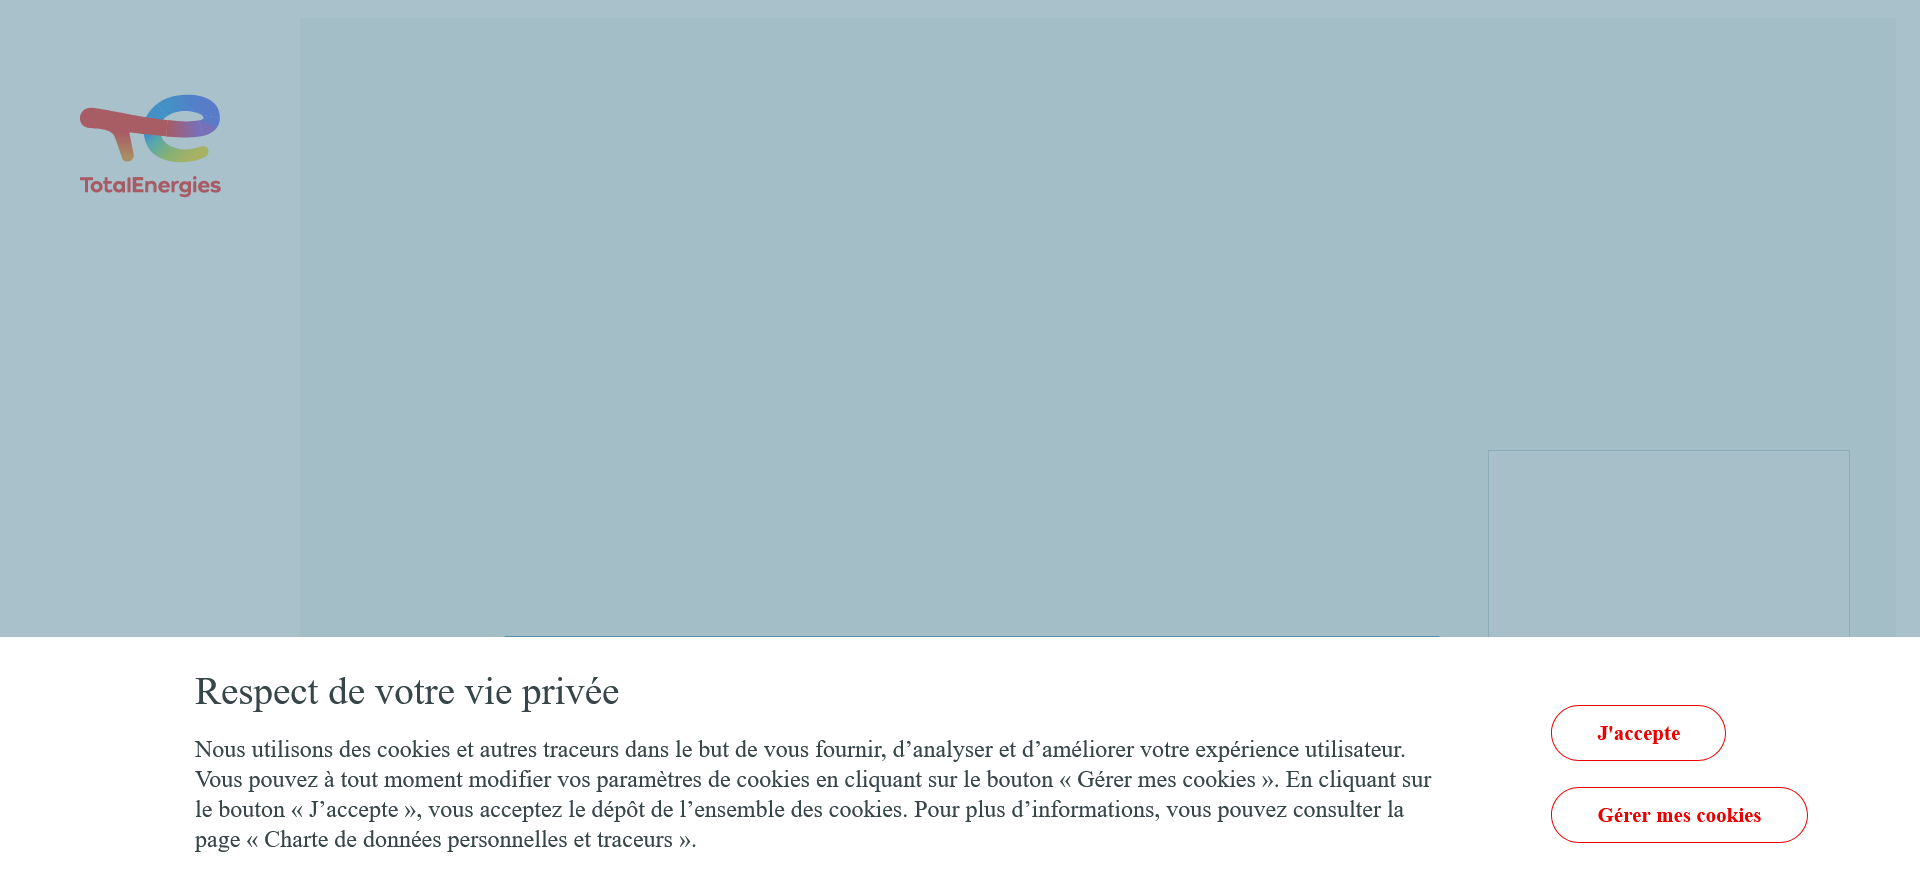 TotalEnergies
Respect de votre vie privée
Nous utilisons des cookies et autres traceurs dans le but de vous fournir, d’analyser et d’améliorer votre expérience utilisateur.
Vous pouvez à tout moment modifier vos paramètres de cookies en cliquant sur le bouton « Gérer mes cookies ». En cliquant sur
le bouton « J’accepte », vous acceptez le dépôt de l’ensemble des cookies. Pour plus d’informations, vous pouvez consulter la
page « Charte de données personnelles et traceurs ».
J'accepte
Gérer mes cookies